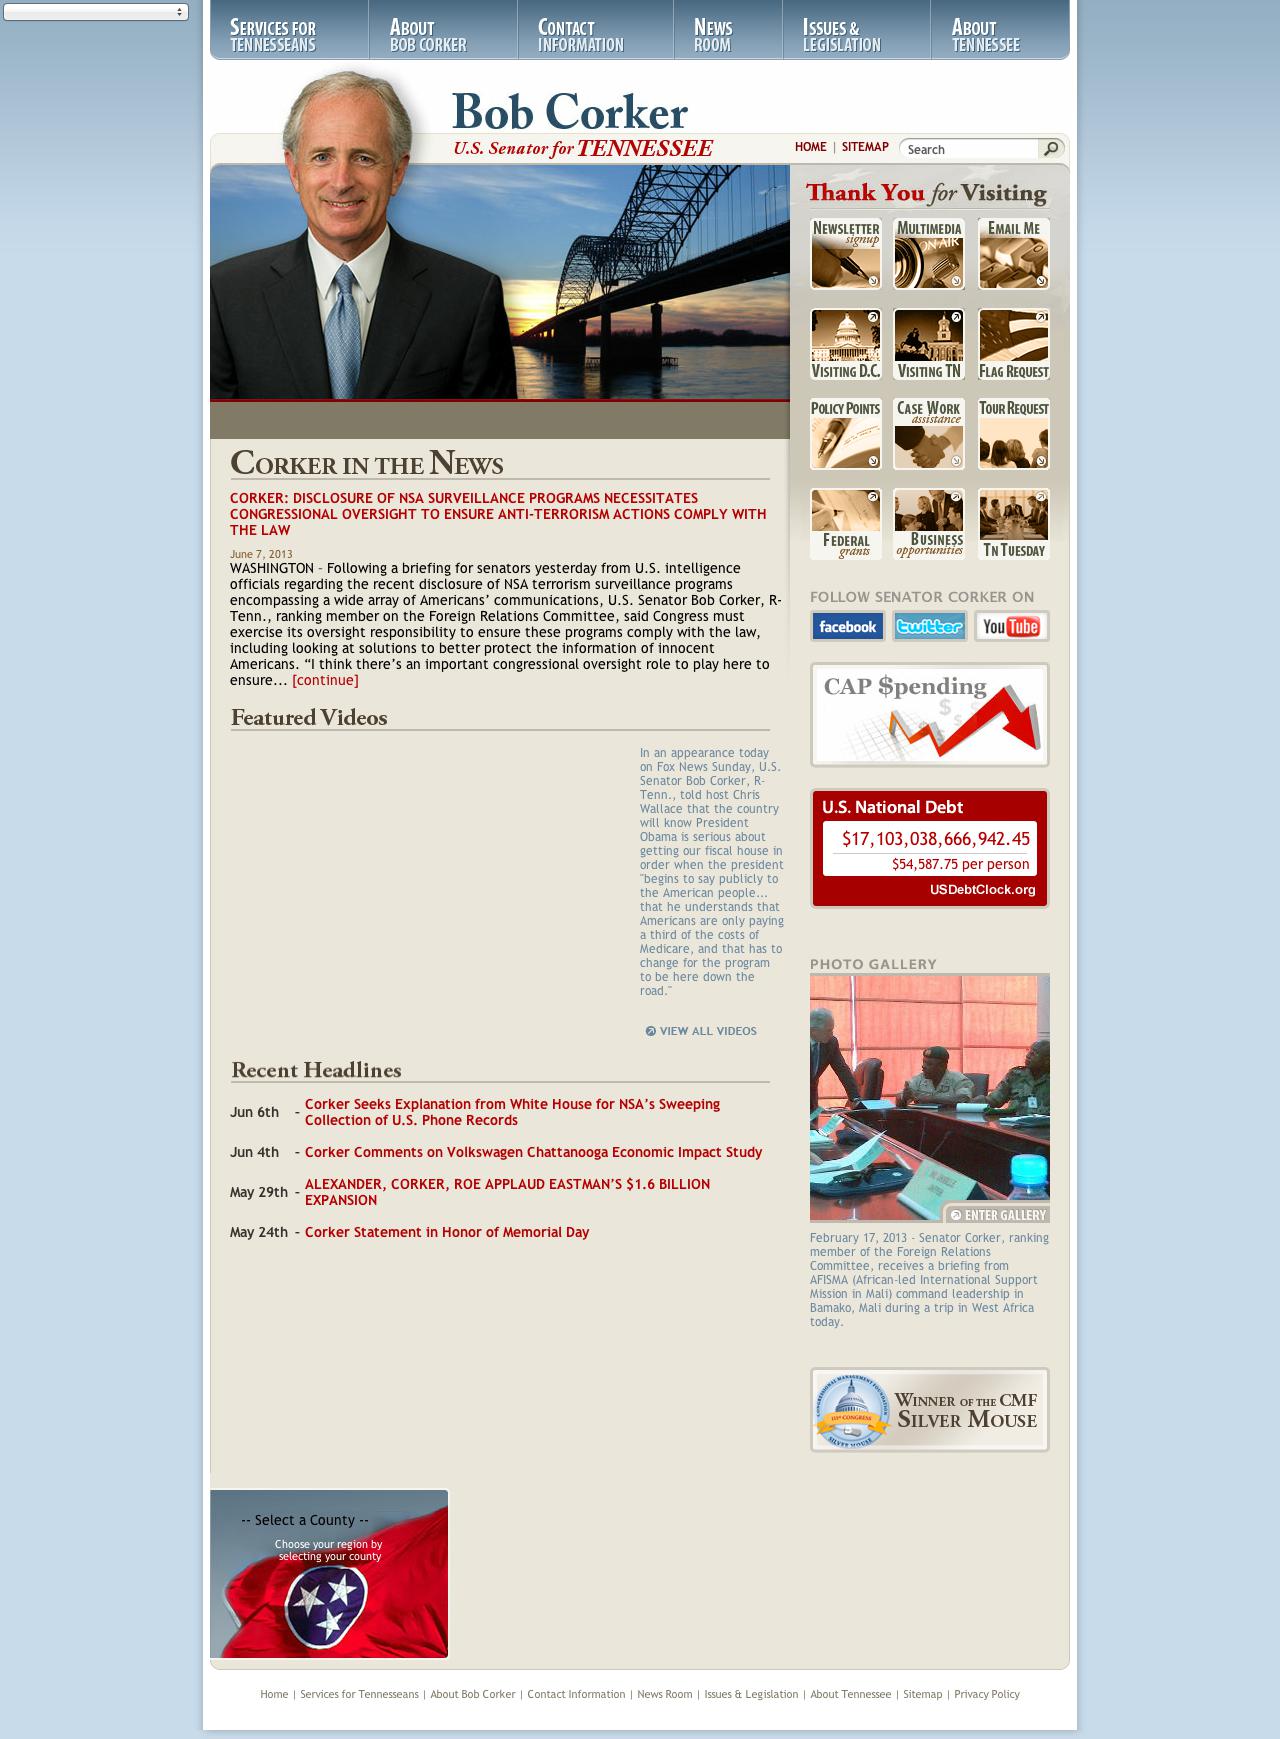 SERVICES FOR
TENNESSEANS
ABOUT
BOB CORKER
CONTACT
INFORMATION
NEWS
ROOM
ISSUES &
LEGISLATION
ABOUT
TENNESSEE
Bob Corker
U.S. Senator for TENNESSEE
HOME | SITEMAP
Search
Thank You for Visiting
NEWSLETTER
signup
MULTIMEDIA
ON AIR
EMAIL ME
VISITING D.C.
VISITING TN
FLAG REQUEST
POLICY POINTS
CASE WORK
assistance
TOUR REQUEST
FEDERAL
grants
BUSINESS
opportunities
TN TUESDAY
CORKER IN THE NEWS
CORKER: DISCLOSURE OF NSA SURVEILLANCE PROGRAMS NECESSITATES
CONGRESSIONAL OVERSIGHT TO ENSURE ANTI-TERRORISM ACTIONS COMPLY WITH
THE LAW
June 7, 2013
WASHINGTON - Following a briefing for senators yesterday from U.S. intelligence
officials regarding the recent disclosure of NSA terrorism surveillance programs
encompassing a wide array of Americans’ communications, U.S. Senator Bob Corker, R-
Tenn., ranking member on the Foreign Relations Committee, said Congress must
exercise its oversight responsibility to ensure these programs comply with the law,
including looking at solutions to better protect the information of innocent
Americans. “I think there’s an important congressional oversight role to play here to
ensure... [continue]
Featured Videos
In an appearance today
on Fox News Sunday, U.S.
Senator Bob Corker, R-
Tenn., told host Chris
Wallace that the country
will know President
Obama is serious about
getting our fiscal house in
order when the president
"begins to say publicly to
the American people...
that he understands that
Americans are only paying
a third of the costs of
Medicare, and that has to
change for the program
to be here down the
road."
VIEW ALL VIDEOS
Recent Headlines
Jun 6th - Corker Seeks Explanation from White House for NSA’s Sweeping
Collection of U.S. Phone Records
Jun 4th - Corker Comments on Volkswagen Chattanooga Economic Impact Study
May 29th - ALEXANDER, CORKER, ROE APPLAUD EASTMAN’S $1.6 BILLION
EXPANSION
May 24th - Corker Statement in Honor of Memorial Day
FOLLOW SENATOR CORKER ON
facebook
twitter
YouTube
CAP $pending
U.S. National Debt
$17,103,038,666,942.45
$54,587.75 per person
USDebtClock.org
PHOTO GALLERY
ENTER GALLERY
February 17, 2013 - Senator Corker, ranking
member of the Foreign Relations
Committee, receives a briefing from
AFISMA (African-led International Support
Mission in Mali) command leadership in
Bamako, Mali during a trip in West Africa
today.
CONGRESSIONAL MANAGEMENT FOUNDATION
111th CONGRESS
SILVER MOUSE
WINNER OF THE CMF
SILVER MOUSE
-- Select a County --
Choose your region by
selecting your county
Home | Services for Tennesseans | About Bob Corker | Contact Information | News Room | Issues & Legislation | About Tennessee | Sitemap | Privacy Policy